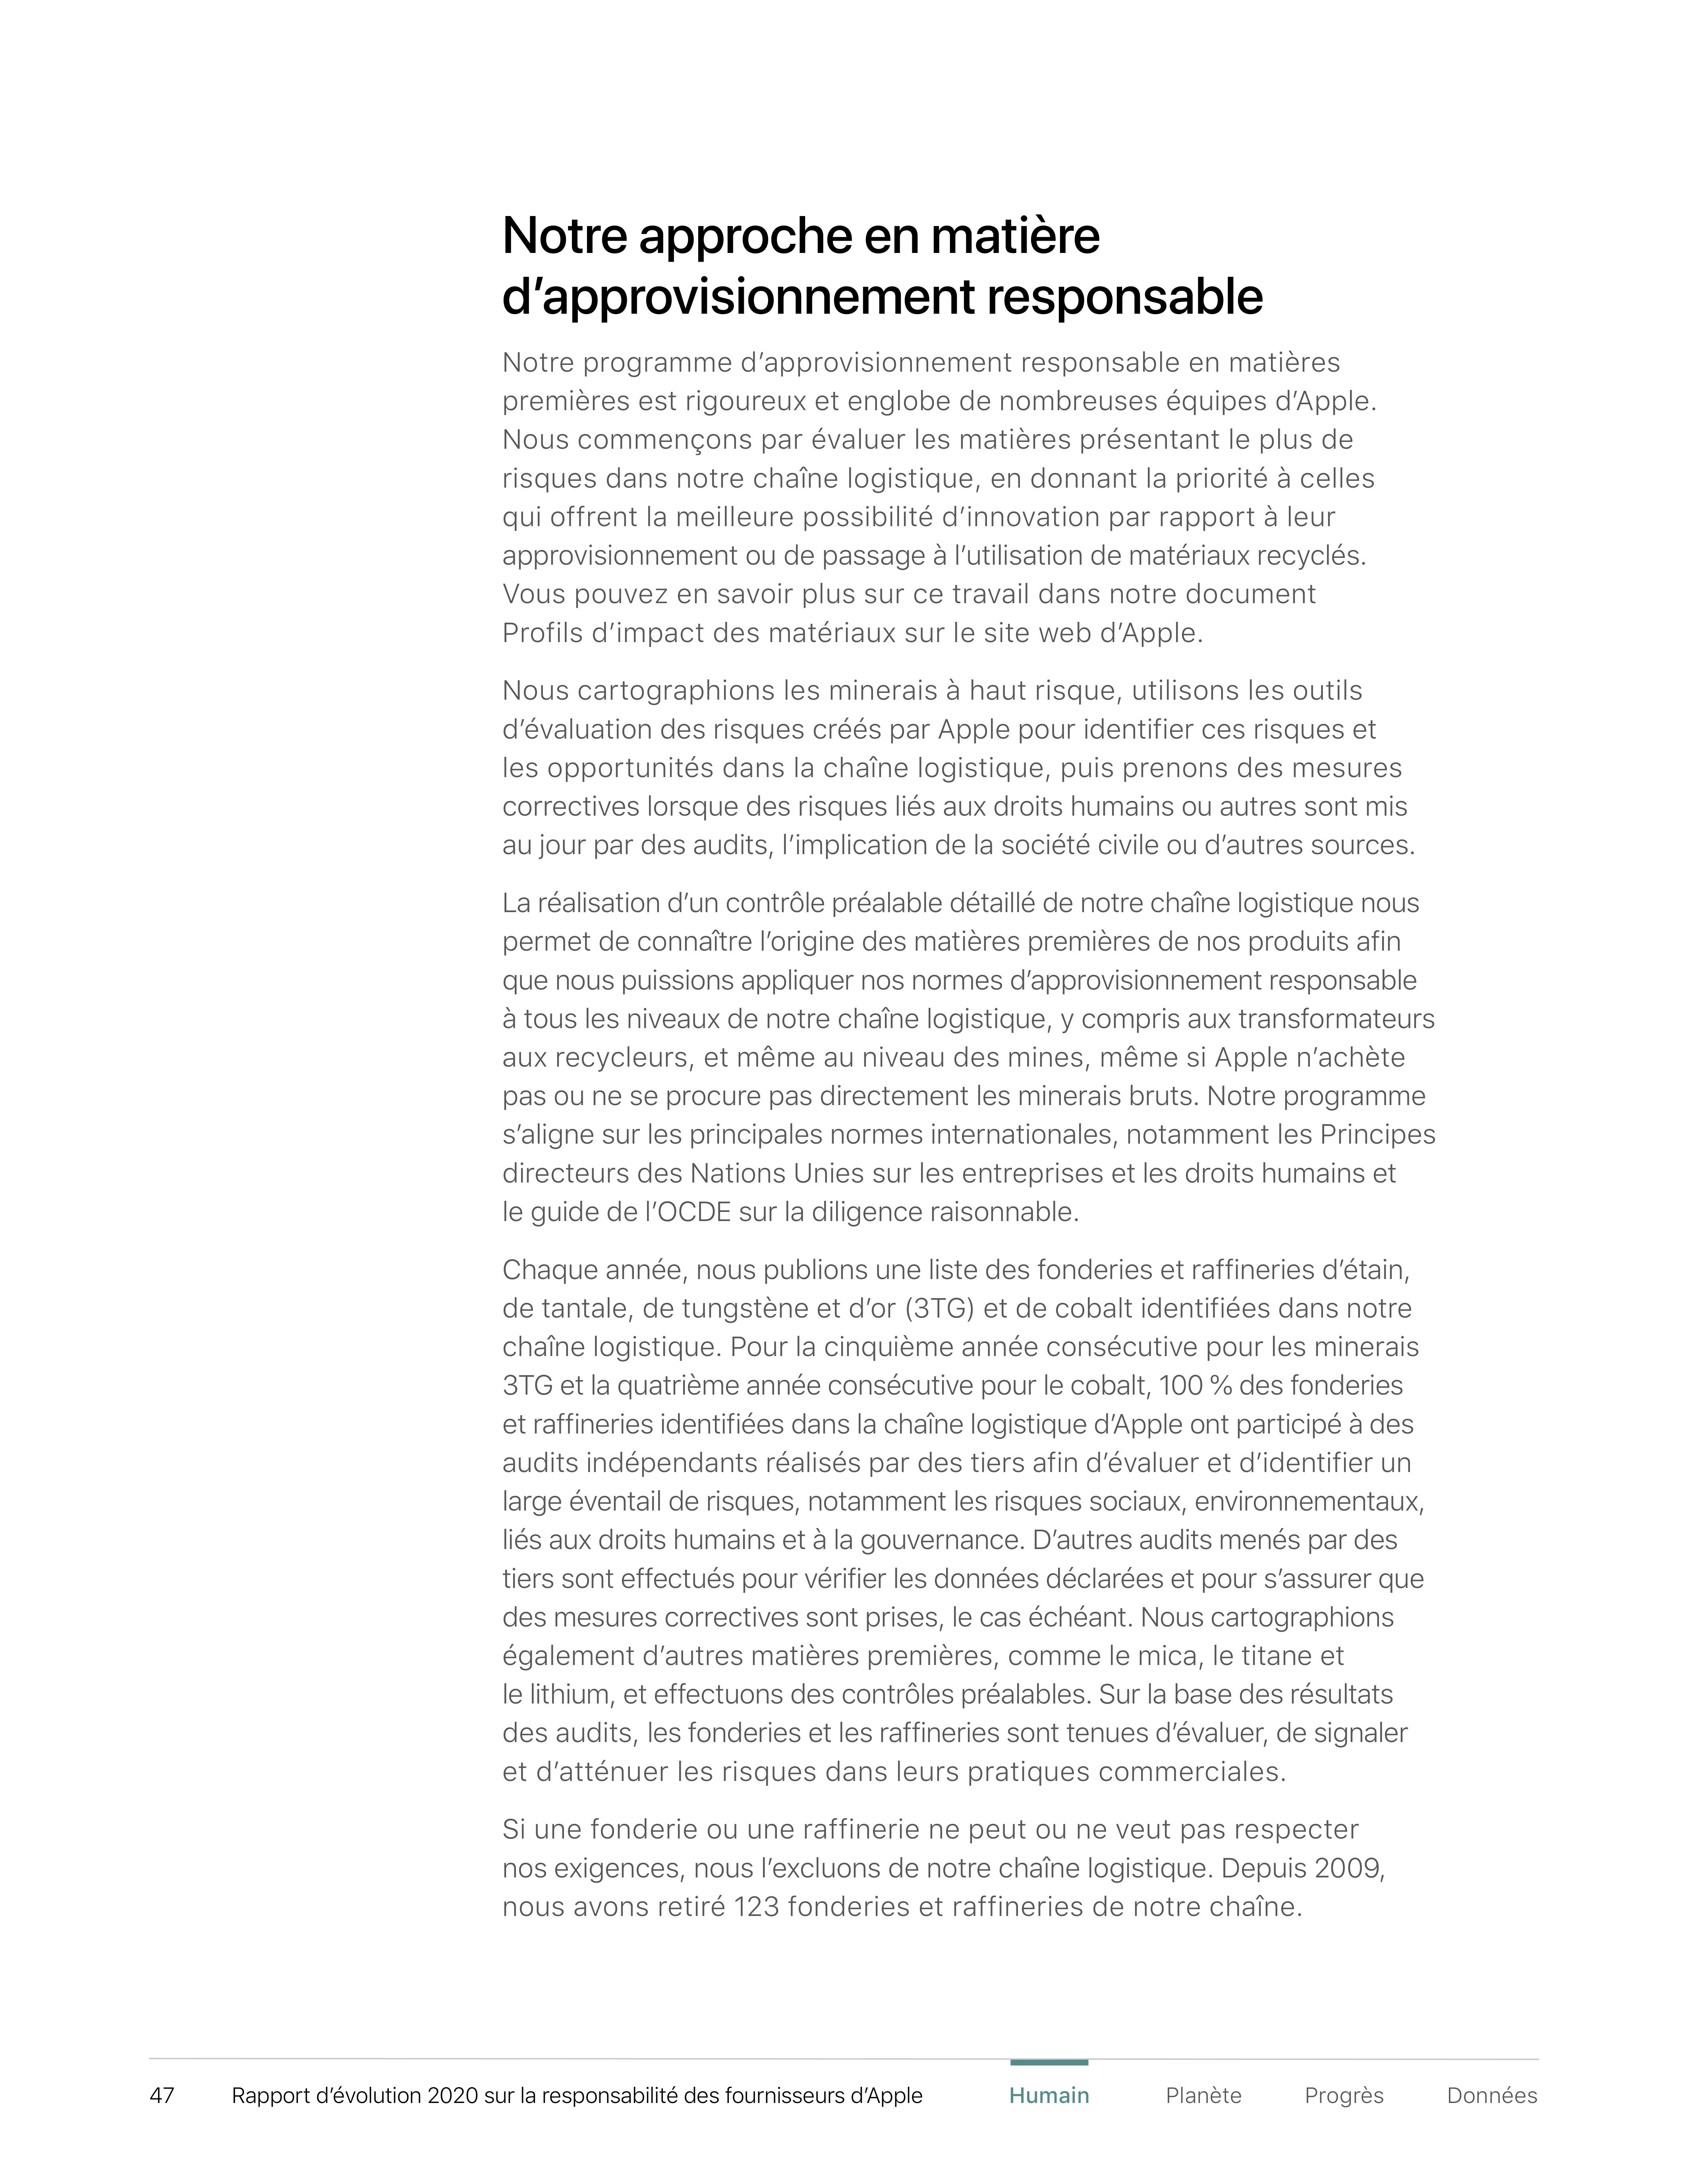 Notre approche en matière
d’approvisionnement responsable
Notre programme d’approvisionnement responsable en matières
premières est rigoureux et englobe de nombreuses équipes d’Apple.
Nous commençons par évaluer les matières présentant le plus de
risques dans notre chaîne logistique, en donnant la priorité à celles
qui offrent la meilleure possibilité d’innovation par rapport à leur
approvisionnement ou de passage à l’utilisation de matériaux recyclés.
Vous pouvez en savoir plus sur ce travail dans notre document
Profils d’impact des matériaux sur le site web d’Apple.
Nous cartographions les minerais à haut risque, utilisons les outils
d’évaluation des risques créés par Apple pour identifier ces risques et
les opportunités dans la chaîne logistique, puis prenons des mesures
correctives lorsque des risques liés aux droits humains ou autres sont mis
au jour par des audits, l’implication de la société civile ou d’autres sources.
La réalisation d’un contrôle préalable détaillé de notre chaîne logistique nous
permet de connaître l’origine des matières premières de nos produits afin
que nous puissions appliquer nos normes d’approvisionnement responsable
à tous les niveaux de notre chaîne logistique, y compris aux transformateurs
aux recycleurs, et même au niveau des mines, même si Apple n’achète
pas ou ne se procure pas directement les minerais bruts. Notre programme
s’aligne sur les principales normes internationales, notamment les Principes
directeurs des Nations Unies sur les entreprises et les droits humains et
le guide de l’OCDE sur la diligence raisonnable.
Chaque année, nous publions une liste des fonderies et raffineries d’étain,
de tantale, de tungstène et d’or (3TG) et de cobalt identifiées dans notre
chaîne logistique. Pour la cinquième année consécutive pour les minerais
3TG et la quatrième année consécutive pour le cobalt, 100 % des fonderies
et raffineries identifiées dans la chaîne logistique d’Apple ont participé à des
audits indépendants réalisés par des tiers afin d’évaluer et d’identifier un
large éventail de risques, notamment les risques sociaux, environnementaux,
liés aux droits humains et à la gouvernance. D’autres audits menés par des
tiers sont effectués pour vérifier les données déclarées et pour s’assurer que
des mesures correctives sont prises, le cas échéant. Nous cartographions
également d’autres matières premières, comme le mica, le titane et
le lithium, et effectuons des contrôles préalables. Sur la base des résultats
des audits, les fonderies et les raffineries sont tenues d’évaluer, de signaler
et d’atténuer les risques dans leurs pratiques commerciales.
Si une fonderie ou une raffinerie ne peut ou ne veut pas respecter
nos exigences, nous l’excluons de notre chaîne logistique. Depuis 2009,
nous avons retiré 123 fonderies et raffineries de notre chaîne.
47 Rapport d’évolution 2020 sur la responsabilité des fournisseurs d’Apple Humain Planète Progrès Données